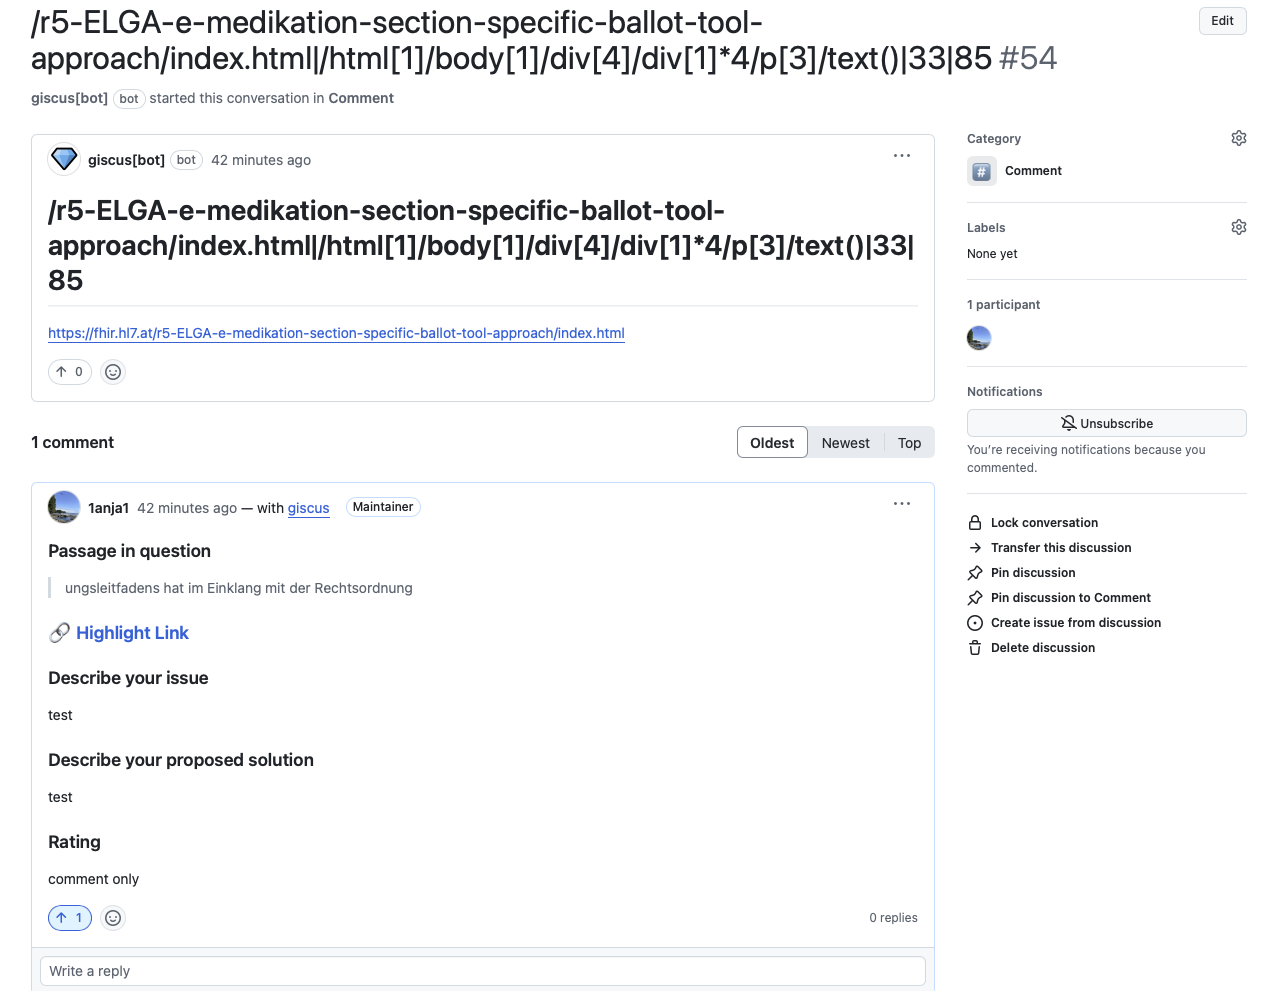 /r5-ELGA-e-medikation-section-specific-ballot-tool-
approach/index.html|/html[1]/body[1]/div[4]/div[1]*4/p[3]/text()|33|85 #54
Edit
giscus[bot] bot started this conversation in Comment
giscus[bot] bot 42 minutes ago
/r5-ELGA-e-medikation-section-specific-ballot-tool-
approach/index.html|/html[1]/body[1]/div[4]/div[1]*4/p[3]/text()|33|
85
https://fhir.hl7.at/r5-ELGA-e-medikation-section-specific-ballot-tool-approach/index.html
0
1 comment
Oldest Newest Top
1anja1 42 minutes ago — with giscus Maintainer
Passage in question
ungsleitfadens hat im Einklang mit der Rechtsordnung
Highlight Link
Describe your issue
test
Describe your proposed solution
test
Rating
comment only
1
0 replies
Write a reply
Category
# Comment
Labels
None yet
1 participant
Notifications
Unsubscribe
You're receiving notifications because you
commented.
Lock conversation
Transfer this discussion
Pin discussion
Pin discussion to Comment
Create issue from discussion
Delete discussion